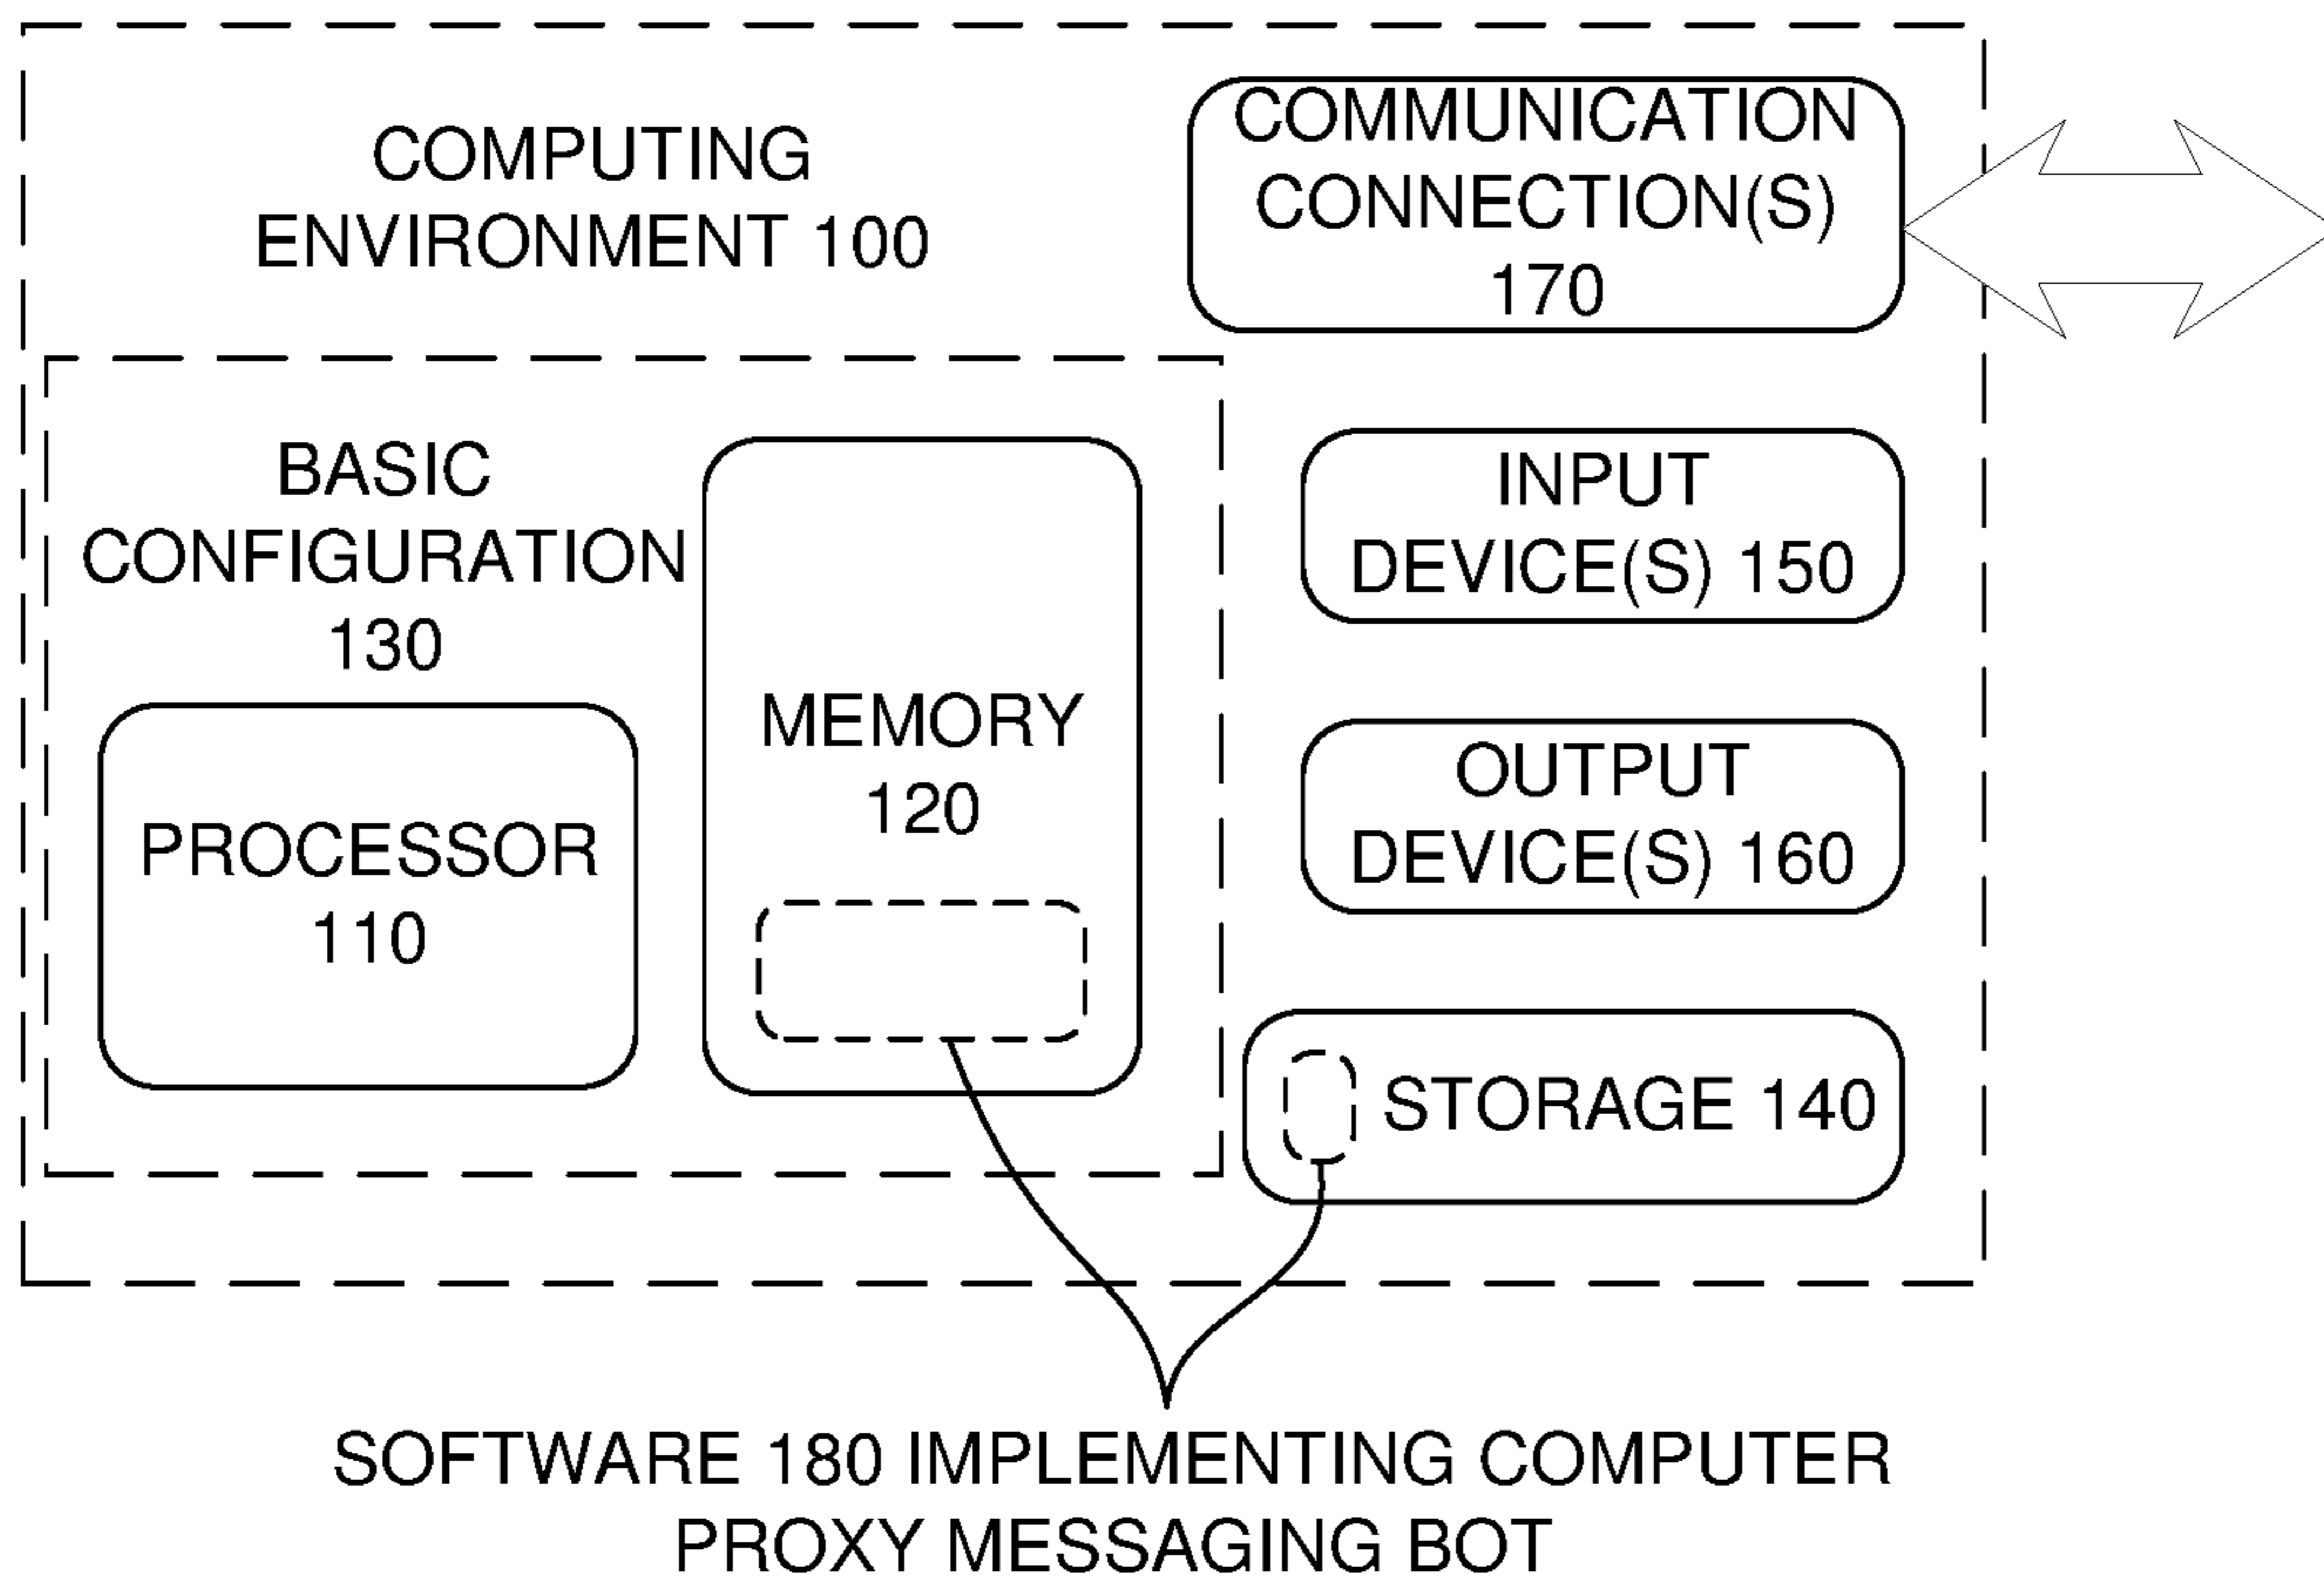 COMPUTING
ENVIRONMENT 100
COMMUNICATION
CONNECTION(S)
170
BASIC
CONFIGURATION
130
PROCESSOR
110
MEMORY
120
INPUT
DEVICE(S) 150
OUTPUT
DEVICE(S) 160
STORAGE 140
SOFTWARE 180 IMPLEMENTING COMPUTER
PROXY MESSAGING BOT